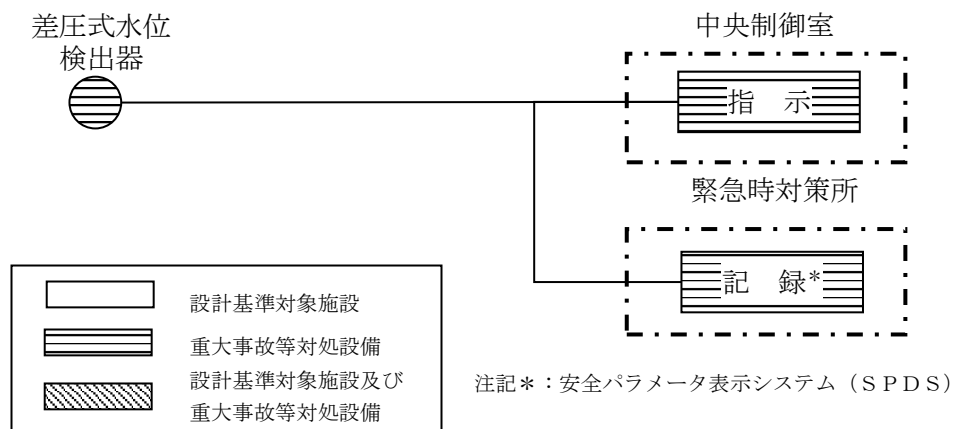 差圧式水位
検出器
中央制御室
指　示
緊急時対策所
記　録*
設計基準対象施設
重大事故等対処設備
設計基準対象施設及び
重大事故等対処設備
注記＊：安全パラメータ表示システム（ＳＰＤＳ）